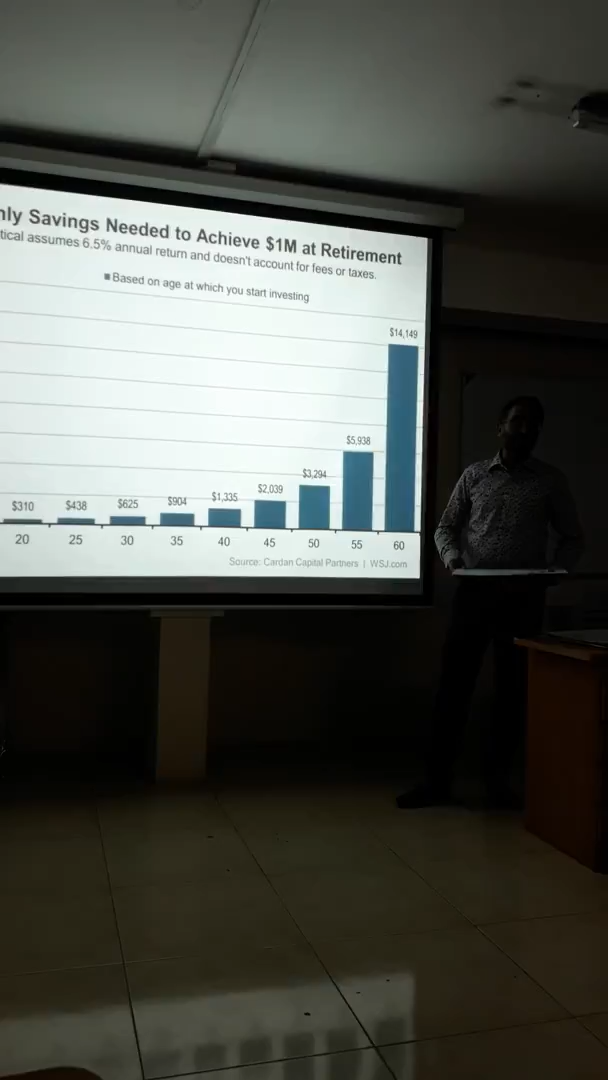 nly Savings Needed to Achieve $1M at Retirement
tical assumes 6.5% annual return and doesn't account for fees or taxes.
Based on age at which you start investing
$310 $438 $625 $904 $1,335 $2,039 $3,294 $5,938 $14,149
20 25 30 35 40 45 50 55 60
Source: Cardan Capital Partners | WSJ.com